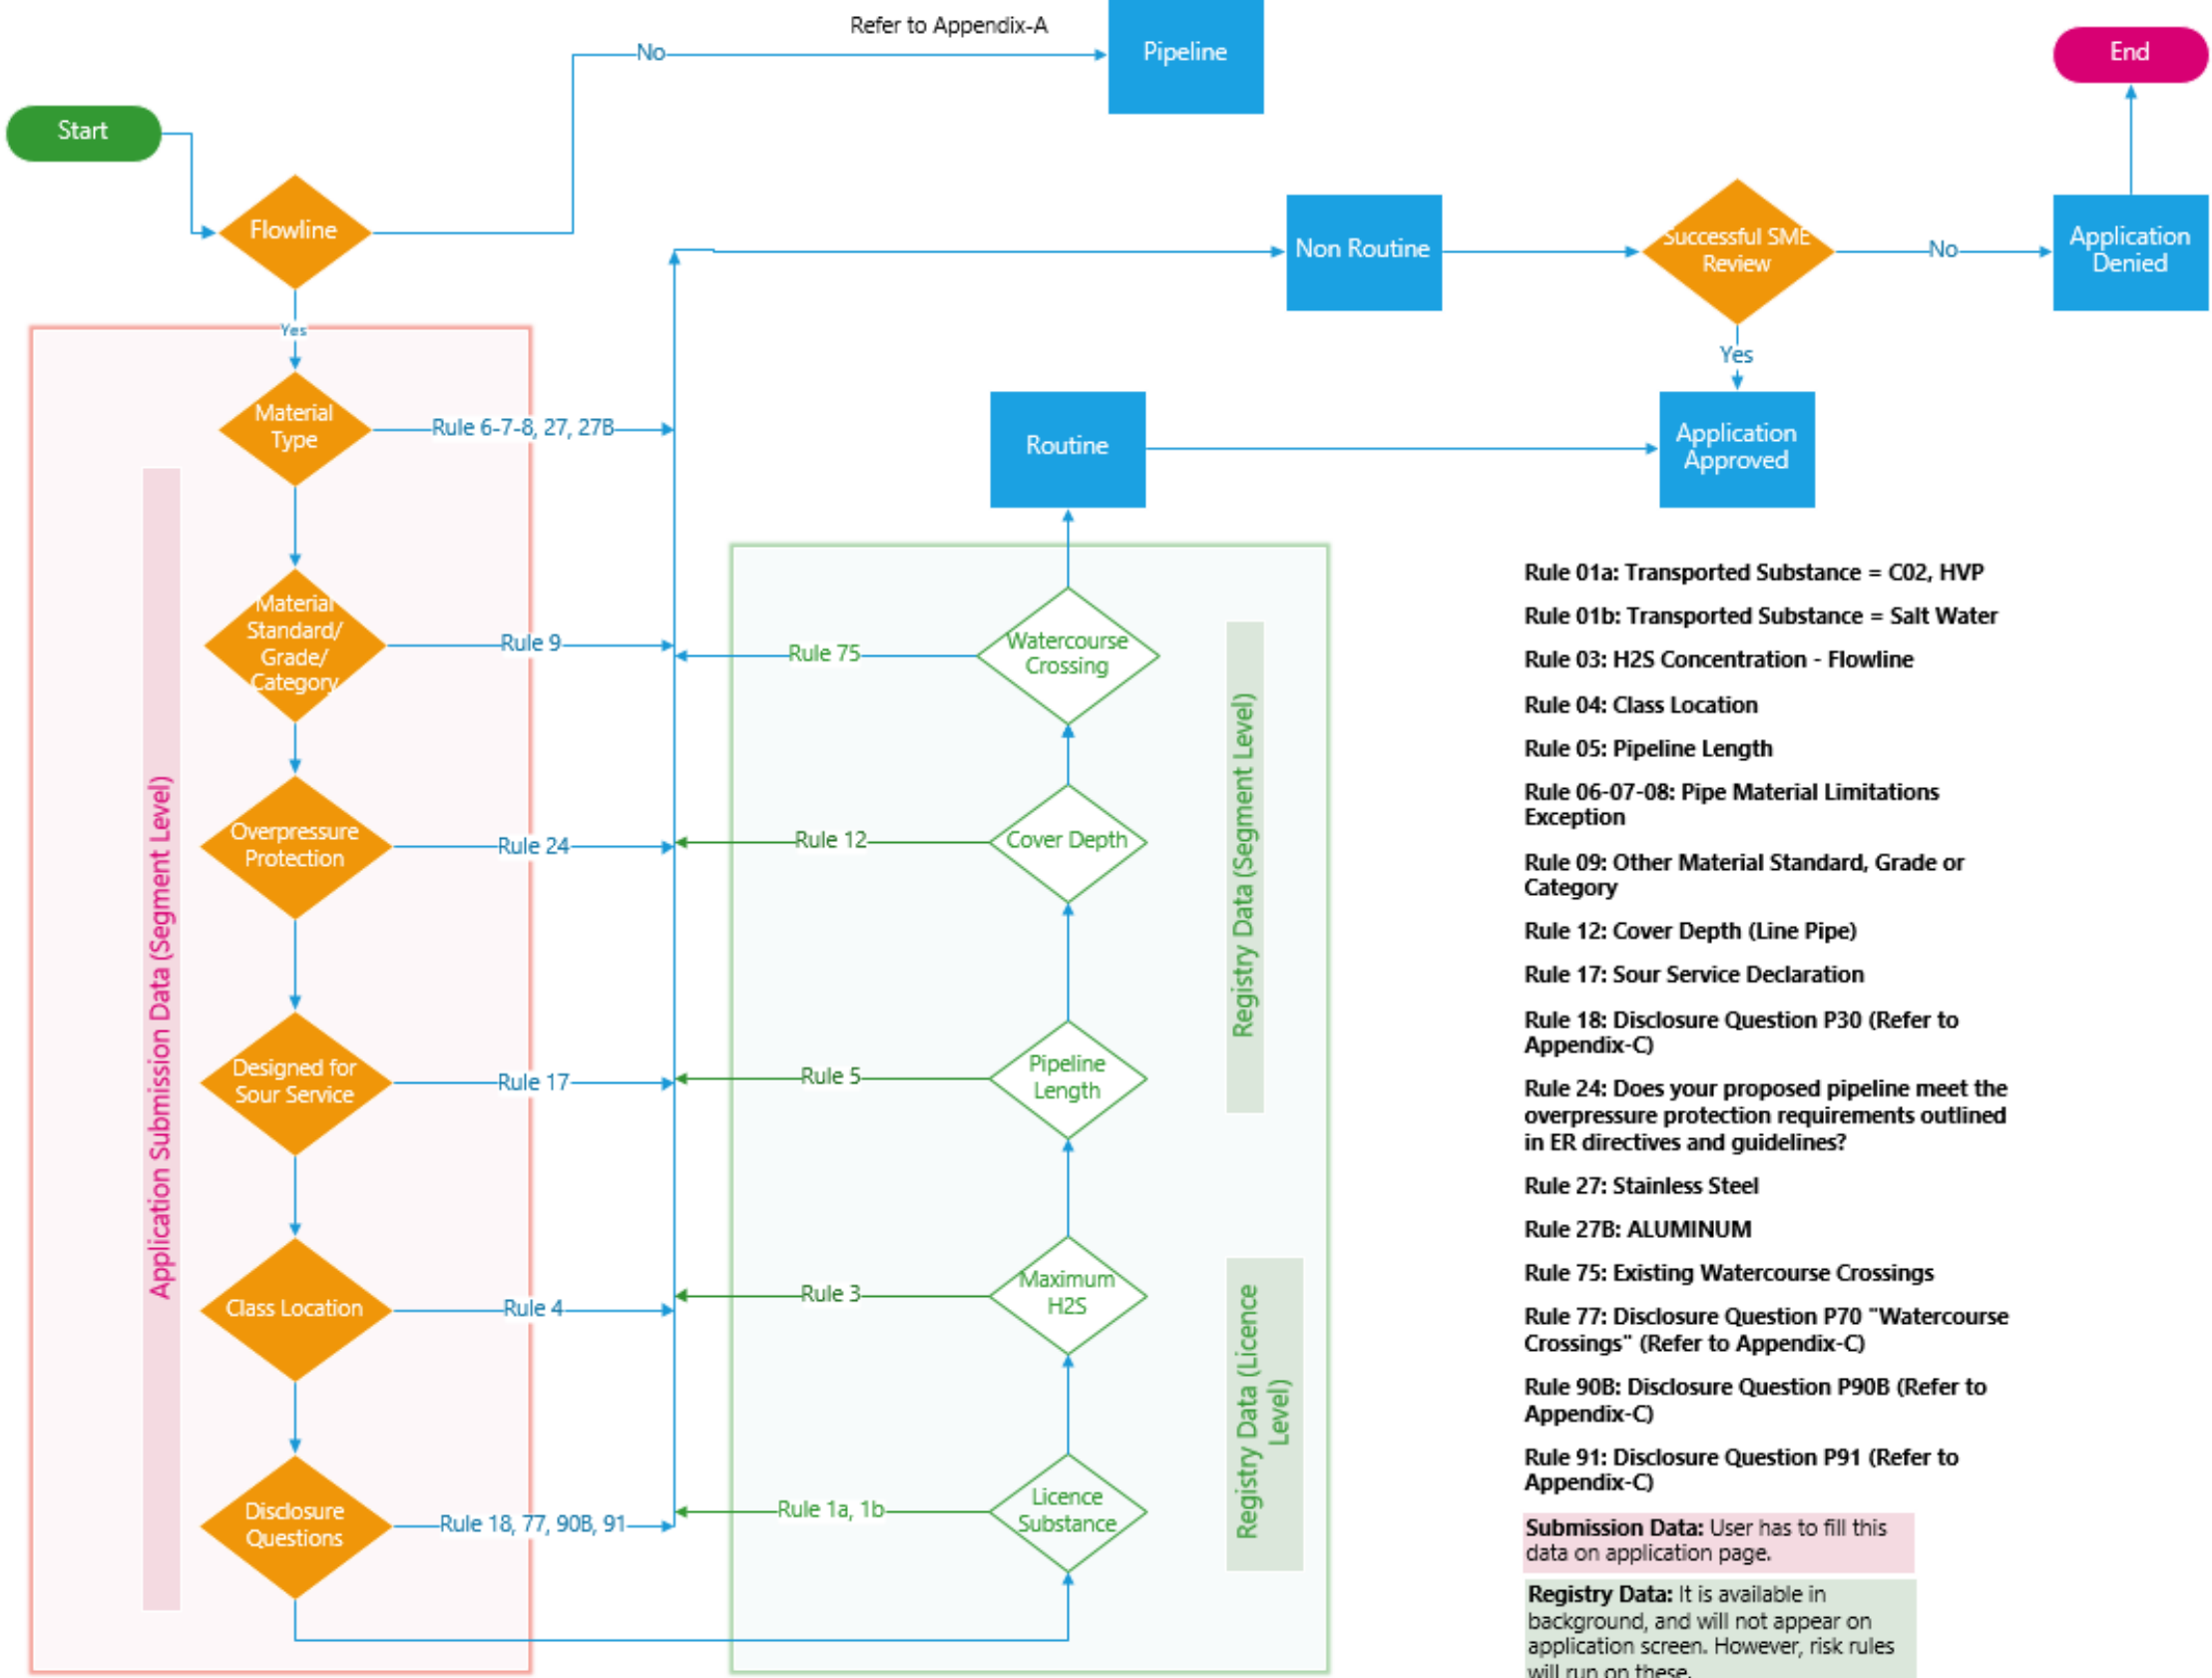 Refer to Appendix-A
No
Pipeline
End
Start
Flowline
Non Routine
Successful SME
Review
No
Application
Denied
Yes
Yes
Material
Type
Rule 6-7-8, 27, 27B
Routine
Application
Approved
Application Submission Data (Segment Level)
Material
Standard/
Grade/
Category
Rule 9
Rule 75
Watercourse
Crossing
Registry Data (Segment Level)
Overpressure
Protection
Rule 24
Rule 12
Cover Depth
Designed for
Sour Service
Rule 17
Rule 5
Pipeline
Length
Class Location
Rule 4
Rule 3
Maximum
H2S
Registry Data (Licence
Level)
Disclosure
Questions
Rule 18, 77, 90B, 91
Rule 1a, 1b
Licence
Substance
Rule 01a: Transported Substance = C02, HVP
Rule 01b: Transported Substance = Salt Water
Rule 03: H2S Concentration - Flowline
Rule 04: Class Location
Rule 05: Pipeline Length
Rule 06-07-08: Pipe Material Limitations
Exception
Rule 09: Other Material Standard, Grade or
Category
Rule 12: Cover Depth (Line Pipe)
Rule 17: Sour Service Declaration
Rule 18: Disclosure Question P30 (Refer to
Appendix-C)
Rule 24: Does your proposed pipeline meet the
overpressure protection requirements outlined
in ER directives and guidelines?
Rule 27: Stainless Steel
Rule 27B: ALUMINUM
Rule 75: Existing Watercourse Crossings
Rule 77: Disclosure Question P70 "Watercourse
Crossings" (Refer to Appendix-C)
Rule 90B: Disclosure Question P90B (Refer to
Appendix-C)
Rule 91: Disclosure Question P91 (Refer to
Appendix-C)
Submission Data: User has to fill this
data on application page.
Registry Data: It is available in
background, and will not appear on
application screen. However, risk rules
will run on these.